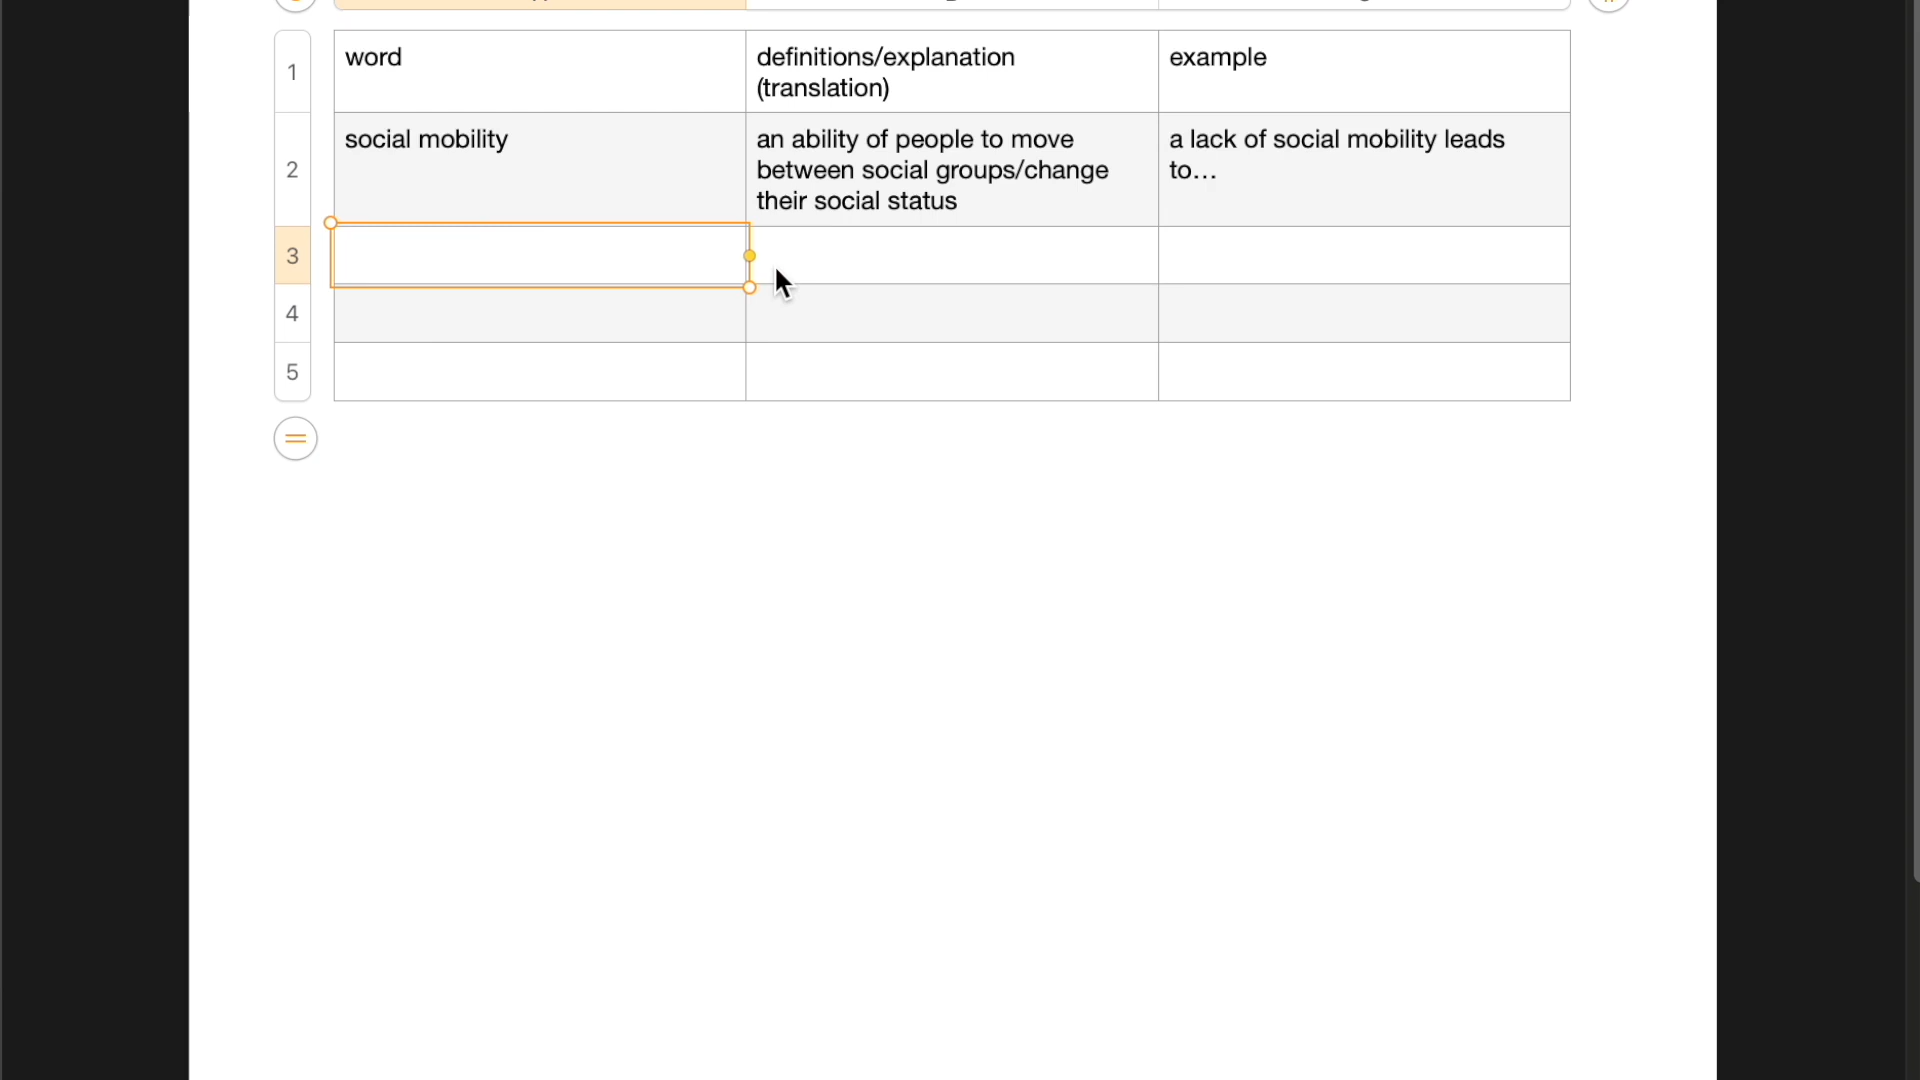 1
word
definitions/explanation
(translation)
example
2
social mobility
an ability of people to move
between social groups/change
their social status
a lack of social mobility leads
to…
3
4
5